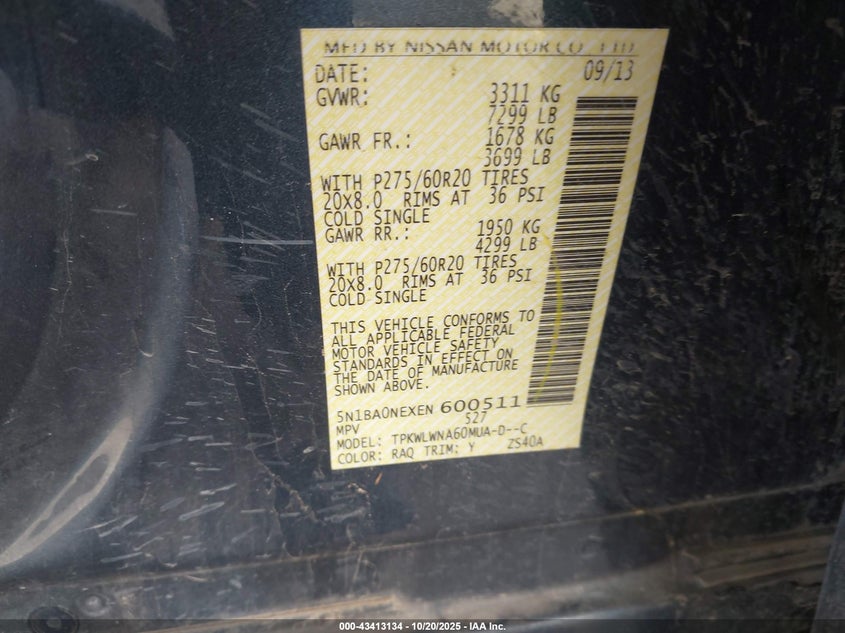 MFD BY NISSAN MOTOR CO., LTD.
DATE: 09/13
GVWR: 3311 KG
7299 LB
GAWR FR.: 1678 KG
3699 LB
WITH P275/60R20 TIRES
20X8.0 RIMS AT 36 PSI
COLD SINGLE
GAWR RR.: 1950 KG
4299 LB
WITH P275/60R20 TIRES
20X8.0 RIMS AT 36 PSI
COLD SINGLE
THIS VEHICLE CONFORMS TO
ALL APPLICABLE FEDERAL
MOTOR VEHICLE SAFETY
STANDARDS IN EFFECT ON
THE DATE OF MANUFACTURE
SHOWN ABOVE.
5N1BA0NEXEN 600511
MPV 527
MODEL: TPKWLWNA60MUA-D--C
COLOR: RAQ TRIM: Y ZS40A
000-43413134 - 10/20/2025 - IAA Inc.